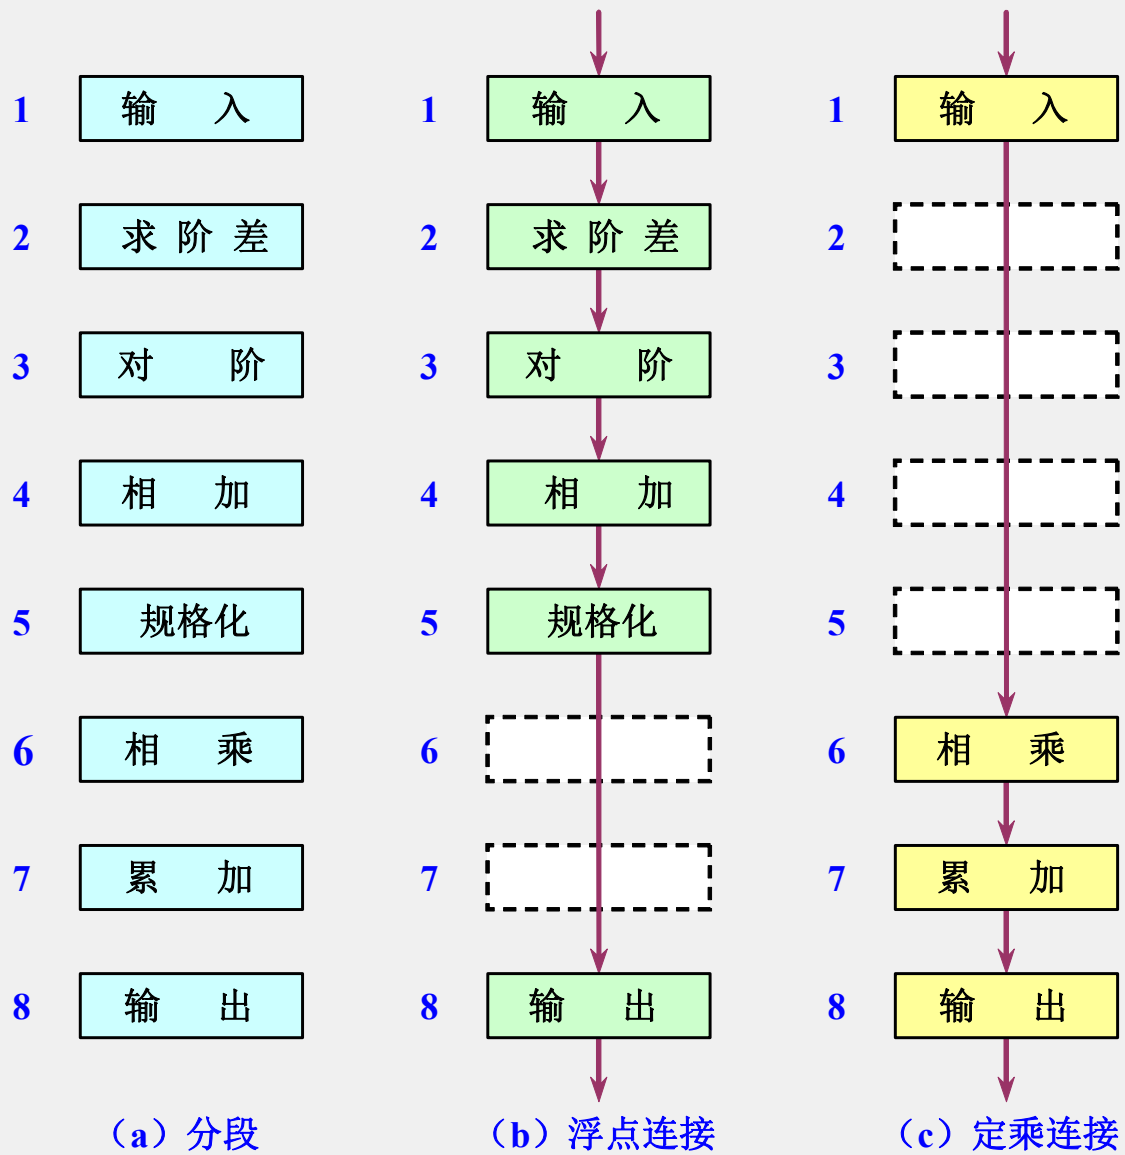 1 输 入 1 输 入 1 输 入
2 求 阶 差 2 求 阶 差 2
3 对 阶 3 对 阶 3
4 相 加 4 相 加 4
5 规格化 5 规格化 5
6 相 乘 6 6 相 乘
7 累 加 7 7 累 加
8 输 出 8 输 出 8 输 出
（a）分段 （b）浮点连接 （c）定乘连接